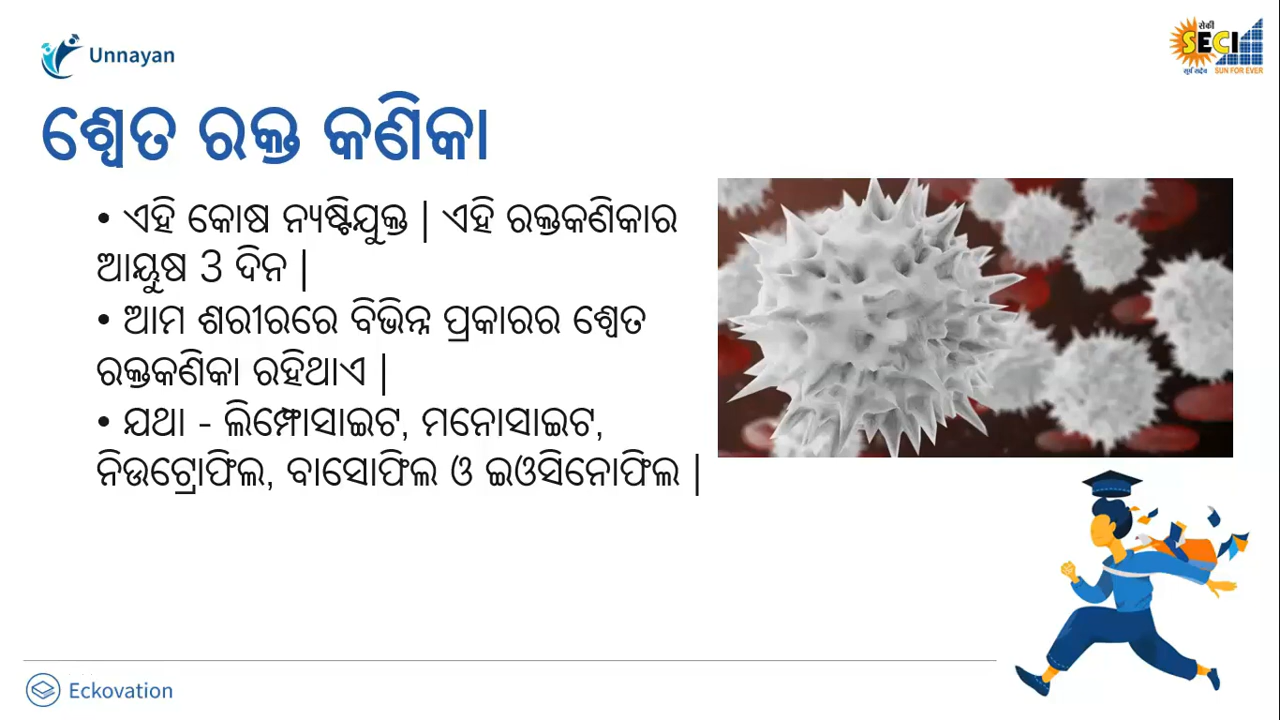 Unnayan
सेकी
SECI
सूर्य सदैव SUN FOR EVER
ଶ୍ୱେତ ରକ୍ତ କଣିକା
• ଏହି କୋଷ ନ୍ୟଷ୍ଟିଯୁକ୍ତ | ଏହି ରକ୍ତକଣିକାର
ଆୟୁଷ 3 ଦିନ |
• ଆମ ଶରୀରରେ ବିଭିନ୍ନ ପ୍ରକାରର ଶ୍ୱେତ
ରକ୍ତକଣିକା ରହିଥାଏ |
• ଯଥା - ଲିମ୍ଫୋସାଇଟ, ମନୋସାଇଟ,
ନିଉଟ୍ରୋଫିଲ, ବାସୋଫିଲ ଓ ଇଓସିନୋଫିଲ |
Eckovation